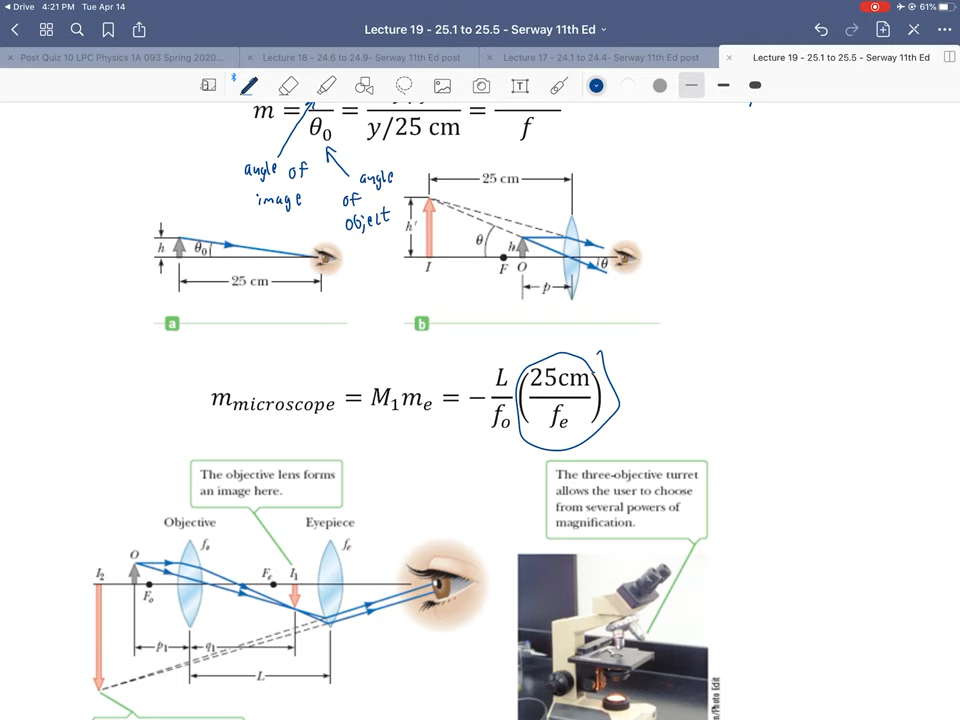 Drive 4:21 PM Tue Apr 14
61%
Lecture 19 - 25.1 to 25.5 - Serway 11th Ed
Post Quiz 10 LPC Physics 1A 093 Spring 2020...
Lecture 18 - 24.6 to 24.9- Serway 11th Ed post
Lecture 17 - 24.1 to 24.4- Serway 11th Ed post
Lecture 19 - 25.1 to 25.5 - Serway 11th Ed
m = / θ₀ = / y/25 cm = / f
angle of
image
angle
of
object
h θ₀
25 cm
a
25 cm
h' θ h θ
I F O
p
b
m_microscope = M₁mₑ = − L/fₒ (25cm/fₑ)
The objective lens forms
an image here.
Objective
Eyepiece
fₒ
fₑ
O
I₂
Fₒ
Fₑ
I₁
p₁
q₁
L
The three-objective turret
allows the user to choose
from several powers of
magnification.
/Photo Edit